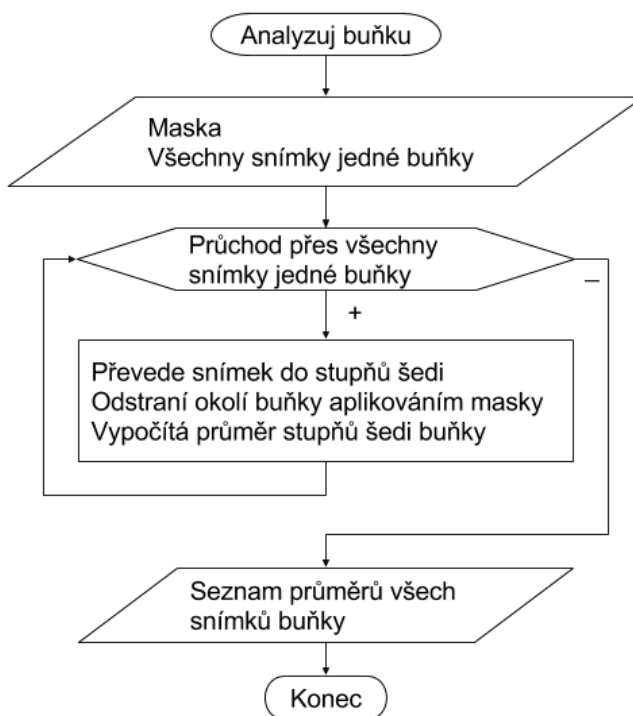 Analyzuj buňku
Maska
Všechny snímky jedné buňky
Průchod přes všechny
snímky jedné buňky
–
+
Převede snímek do stupňů šedi
Odstraní okolí buňky aplikováním masky
Vypočítá průměr stupňů šedi buňky
Seznam průměrů všech
snímků buňky
Konec